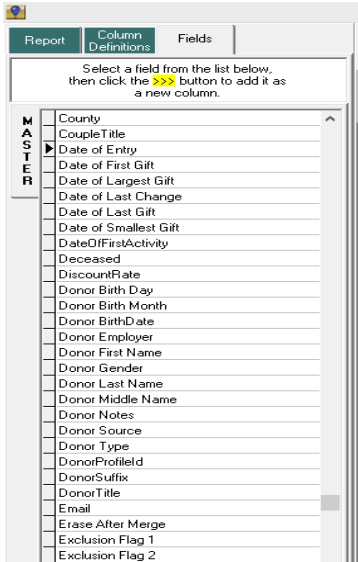 Report
Column
Definitions
Fields
Select a field from the list below,
then click the >>> button to add it as
a new column.
MASTER
County
CoupleTitle
Date of Entry
Date of First Gift
Date of Largest Gift
Date of Last Change
Date of Last Gift
Date of Smallest Gift
DateOfFirstActivity
Deceased
DiscountRate
Donor Birth Day
Donor Birth Month
Donor BirthDate
Donor Employer
Donor First Name
Donor Gender
Donor Last Name
Donor Middle Name
Donor Notes
Donor Source
Donor Type
DonorProfileId
DonorSuffix
DonorTitle
Email
Erase After Merge
Exclusion Flag 1
Exclusion Flag 2